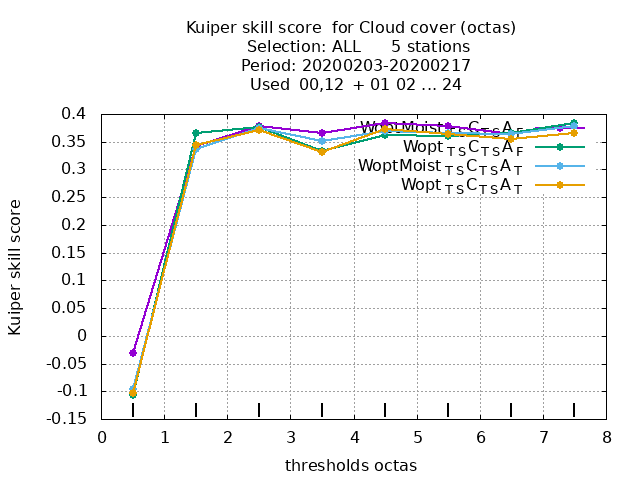 Kuiper skill score  for Cloud cover (octas)
Selection: ALL      5 stations
Period: 20200203-20200217
Used  00,12  + 01 02 ... 24
0.4
0.35
0.3
0.25
0.2
0.15
0.1
0.05
0
-0.05
-0.1
-0.15
Kuiper skill score
WoptMoist TS C TS A F
Wopt TS C TS A F
WoptMoist TS C TS A T
Wopt TS C TS A T
0 1 2 3 4 5 6 7 8
thresholds octas